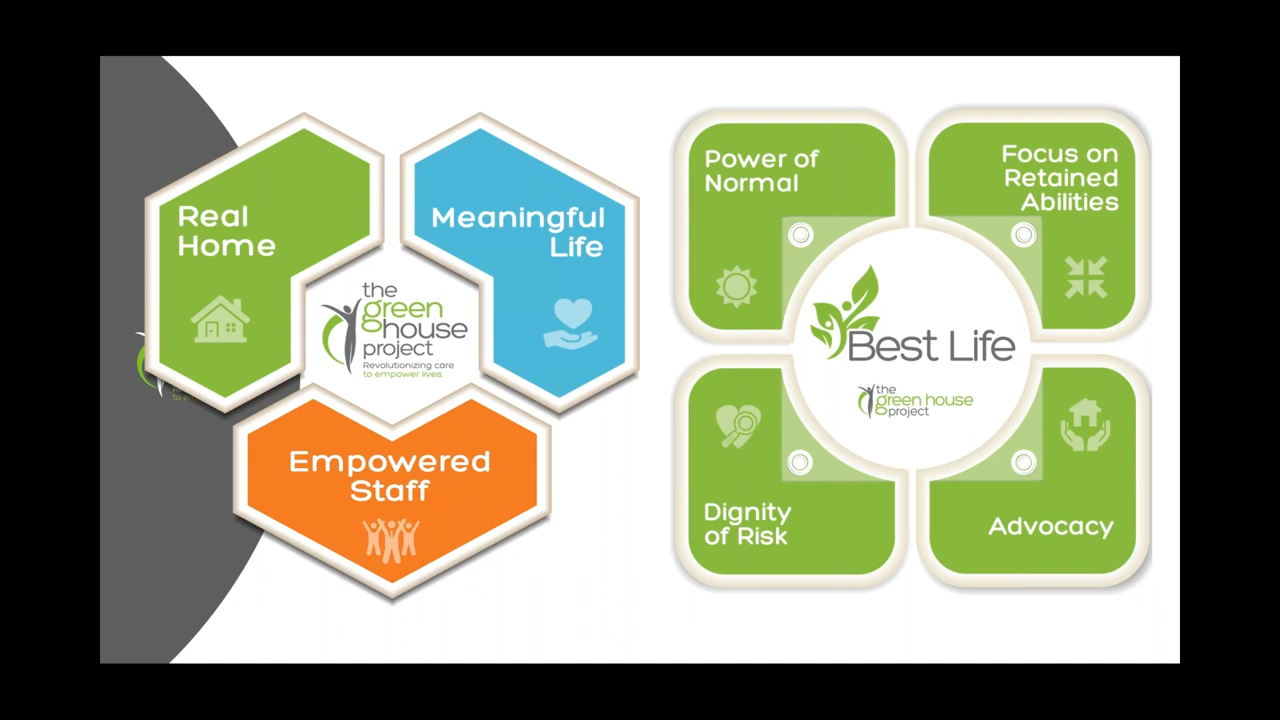 Real
Home
Meaningful
Life
the
green
house
project
Revolutionizing care
to empower lives.
Empowered
Staff
Power of
Normal
Focus on
Retained
Abilities
Best Life
the
green house
project
Dignity
of Risk
Advocacy